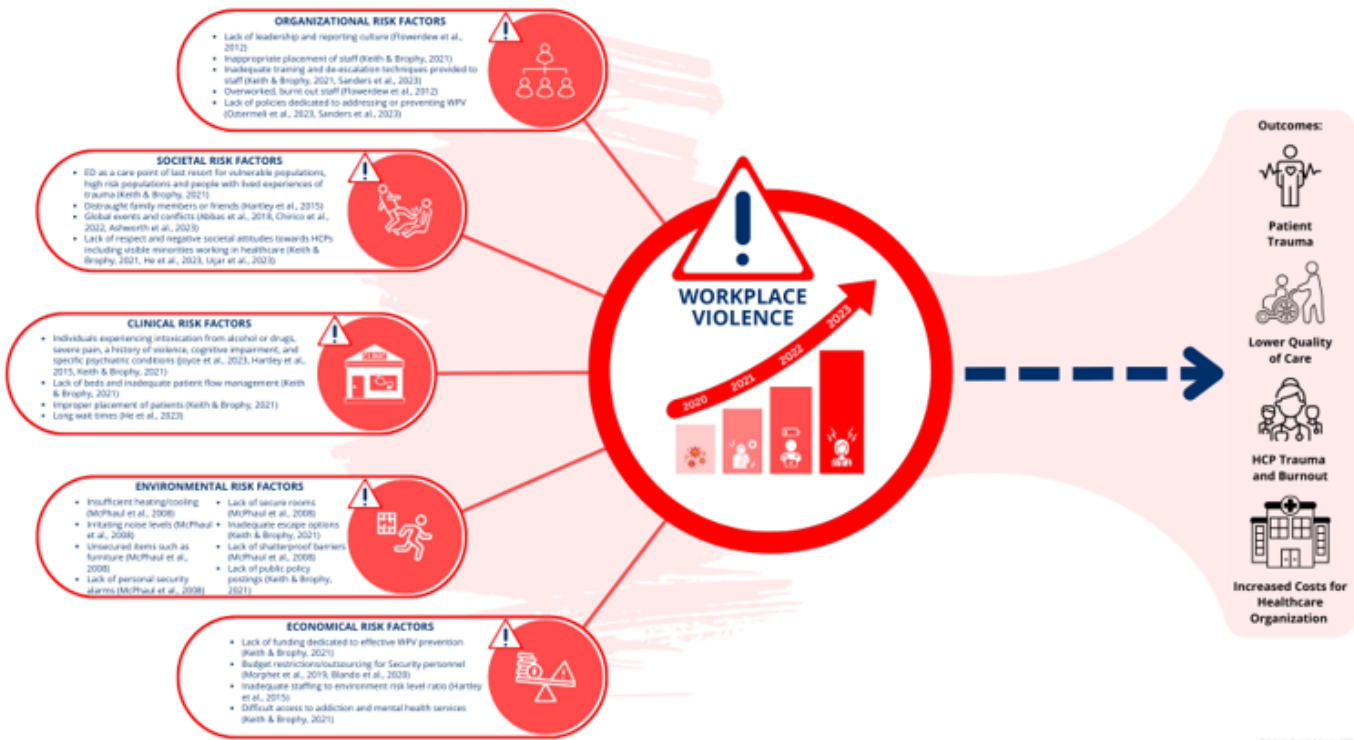 ORGANIZATIONAL RISK FACTORS
• Lack of leadership and reporting culture (Flowerdew et al.,
2012)
• Inappropriate placement of staff (Keith & Brophy, 2021)
• Inadequate training and de-escalation techniques provided to
staff (Keith & Brophy, 2021, Sanders et al., 2023)
• Overworked, burnt out staff (Flowerdew et al., 2012)
• Lack of policies dedicated to addressing or preventing WPV
(Oztermeli et al., 2023, Sanders et al., 2023)
SOCIETAL RISK FACTORS
• ED as a care point of last resort for vulnerable populations,
high risk populations and people with lived experiences of
trauma (Keith & Brophy, 2021)
• Distraught family members or friends (Hartley et al., 2015)
• Global events and conflicts (Abbas et al., 2018, Chirico et al.,
2022, Ashworth et al., 2023)
• Lack of respect and negative societal attitudes towards HCPs
including visible minorities working in healthcare (Keith &
Brophy, 2021, He et al., 2023, Uçar et al., 2023)
CLINICAL RISK FACTORS
• Individuals experiencing intoxication from alcohol or drugs,
severe pain, a history of violence, cognitive impairment, and
specific psychiatric conditions (Joyce et al., 2023, Hartley et al.,
2015, Keith & Brophy, 2021)
• Lack of beds and inadequate patient flow management (Keith
& Brophy, 2021)
• Improper placement of patients (Keith & Brophy, 2021)
• Long wait times (He et al., 2023)
CLINIC
ENVIRONMENTAL RISK FACTORS
• Insufficient heating/cooling
(McPhaul et al., 2008)
• Irritating noise levels (McPhaul
et al., 2008)
• Unsecured items such as
furniture (McPhaul et al.,
2008)
• Lack of personal security
alarms (McPhaul et al., 2008)
• Lack of secure rooms
(McPhaul et al., 2008)
• Inadequate escape options
(Keith & Brophy, 2021)
• Lack of shatterproof barriers
(McPhaul et al., 2008)
• Lack of public policy
postings (Keith & Brophy,
2021)
ECONOMICAL RISK FACTORS
• Lack of funding dedicated to effective WPV prevention
(Keith & Brophy, 2021)
• Budget restrictions/outsourcing for Security personnel
(Morphet et al., 2019, Blando et al., 2020)
• Inadequate staffing to environment risk level ratio (Hartley
et al., 2015)
• Difficult access to addiction and mental health services
(Keith & Brophy, 2021)
WORKPLACE
VIOLENCE
2020
2021
2022
2023
Outcomes:
Patient
Trauma
Lower Quality
of Care
HCP Trauma
and Burnout
Increased Costs for
Healthcare
Organization